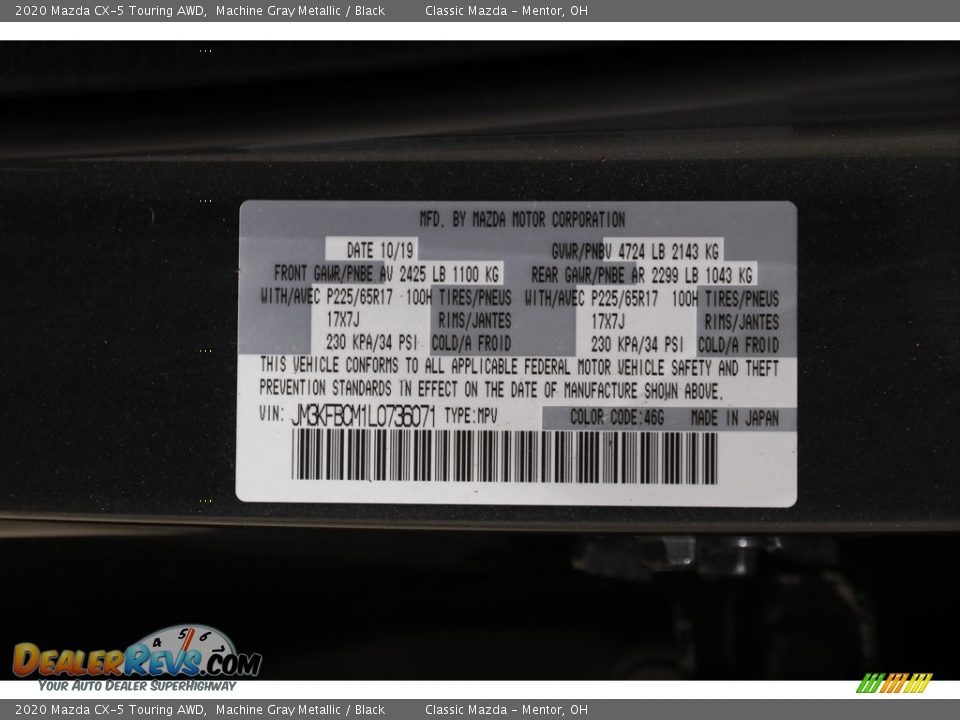 2020 Mazda CX-5 Touring AWD, Machine Gray Metallic / Black Classic Mazda - Mentor, OH
MFD. BY MAZDA MOTOR CORPORATION
DATE 10/19 GVWR/PNBV 4724 LB 2143 KG
FRONT GAWR/PNBE AV 2425 LB 1100 KG REAR GAWR/PNBE AR 2299 LB 1043 KG
WITH/AVEC P225/65R17 100H TIRES/PNEUS WITH/AVEC P225/65R17 100H TIRES/PNEUS
17X7J RIMS/JANTES 17X7J RIMS/JANTES
230 KPA/34 PSI COLD/A FROID 230 KPA/34 PSI COLD/A FROID
THIS VEHICLE CONFORMS TO ALL APPLICABLE FEDERAL MOTOR VEHICLE SAFETY AND THEFT
PREVENTION STANDARDS IN EFFECT ON THE DATE OF MANUFACTURE SHOWN ABOVE.
VIN: JM3KFBCM1L0736071 TYPE:MPV COLOR CODE:46G MADE IN JAPAN
4 5 6
DEALERREVS.COM
YOUR AUTO DEALER SUPERHIGHWAY
2020 Mazda CX-5 Touring AWD, Machine Gray Metallic / Black Classic Mazda - Mentor, OH